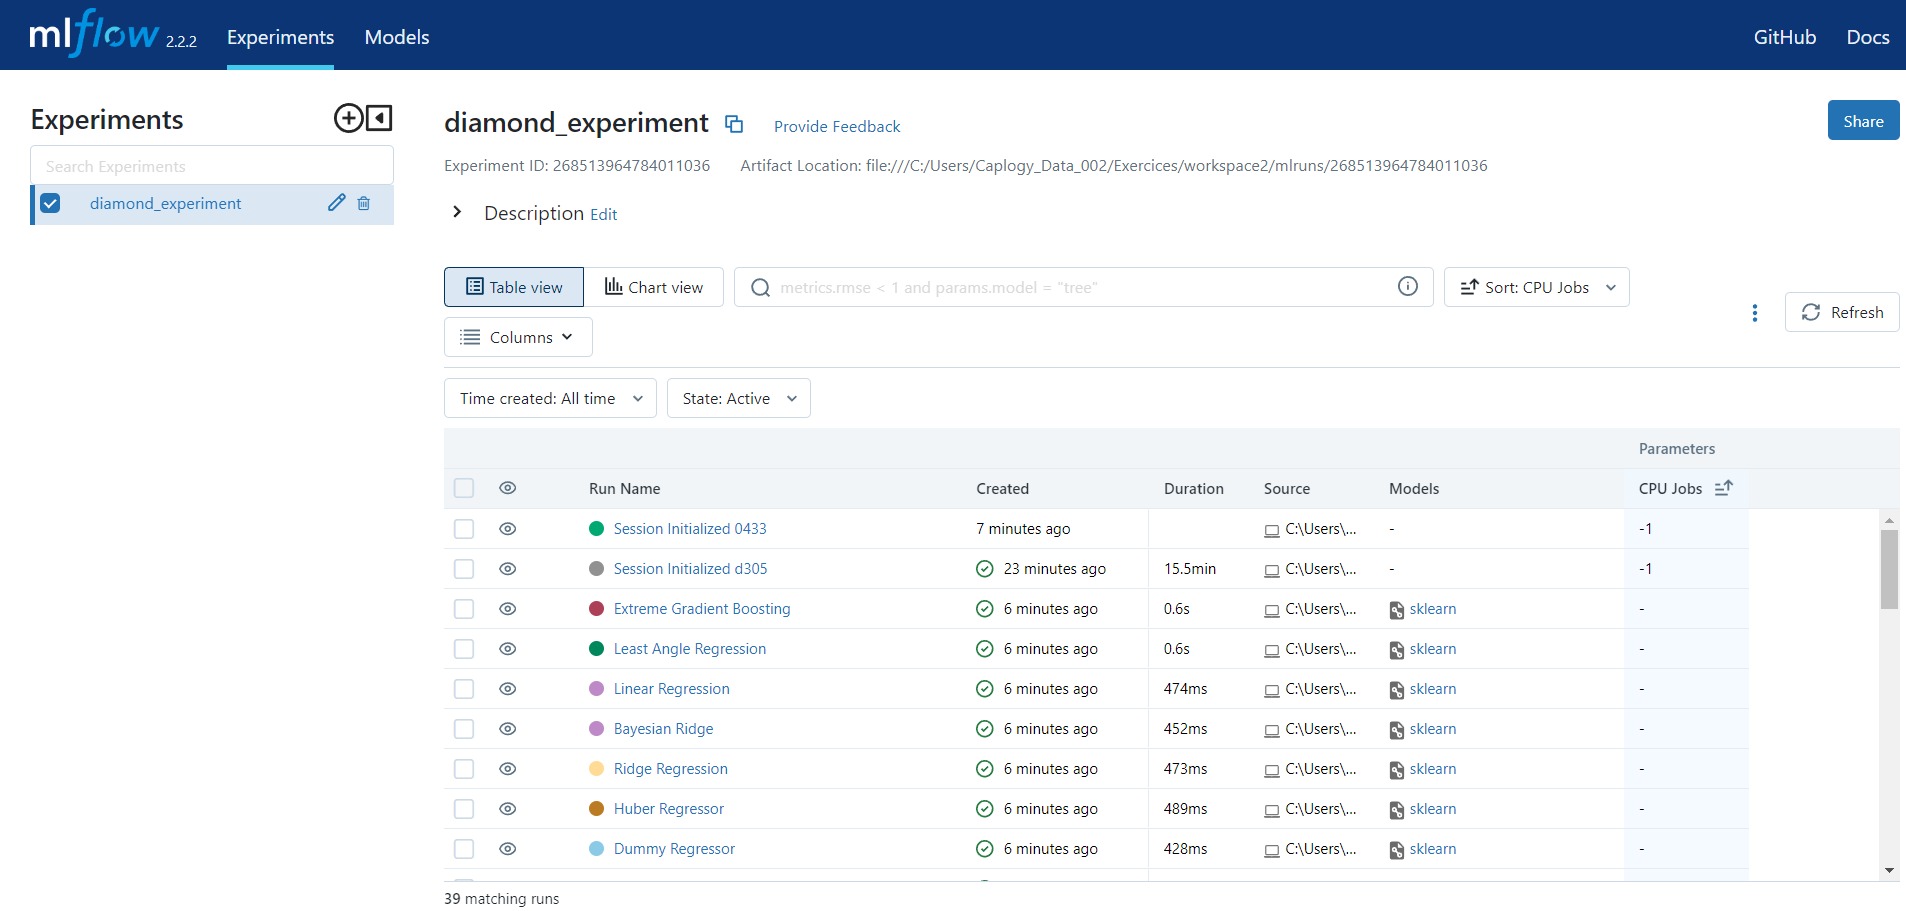 mlflow 2.2.2 Experiments Models GitHub Docs
Experiments
Search Experiments
diamond_experiment
diamond_experiment Provide Feedback Share
Experiment ID: 268513964784011036 Artifact Location: file:///C:/Users/Caplogy_Data_002/Exercices/workspace2/mlruns/268513964784011036
Description Edit
Table view Chart view metrics.rmse < 1 and params.model = "tree" Sort: CPU Jobs
Refresh
Columns
Time created: All time State: Active
Parameters
Run Name Created Duration Source Models CPU Jobs
Session Initialized 0433 7 minutes ago C:\Users\... - -1
Session Initialized d305 23 minutes ago 15.5min C:\Users\... - -1
Extreme Gradient Boosting 6 minutes ago 0.6s C:\Users\... sklearn -
Least Angle Regression 6 minutes ago 0.6s C:\Users\... sklearn -
Linear Regression 6 minutes ago 474ms C:\Users\... sklearn -
Bayesian Ridge 6 minutes ago 452ms C:\Users\... sklearn -
Ridge Regression 6 minutes ago 473ms C:\Users\... sklearn -
Huber Regressor 6 minutes ago 489ms C:\Users\... sklearn -
Dummy Regressor 6 minutes ago 428ms C:\Users\... sklearn -
39 matching runs